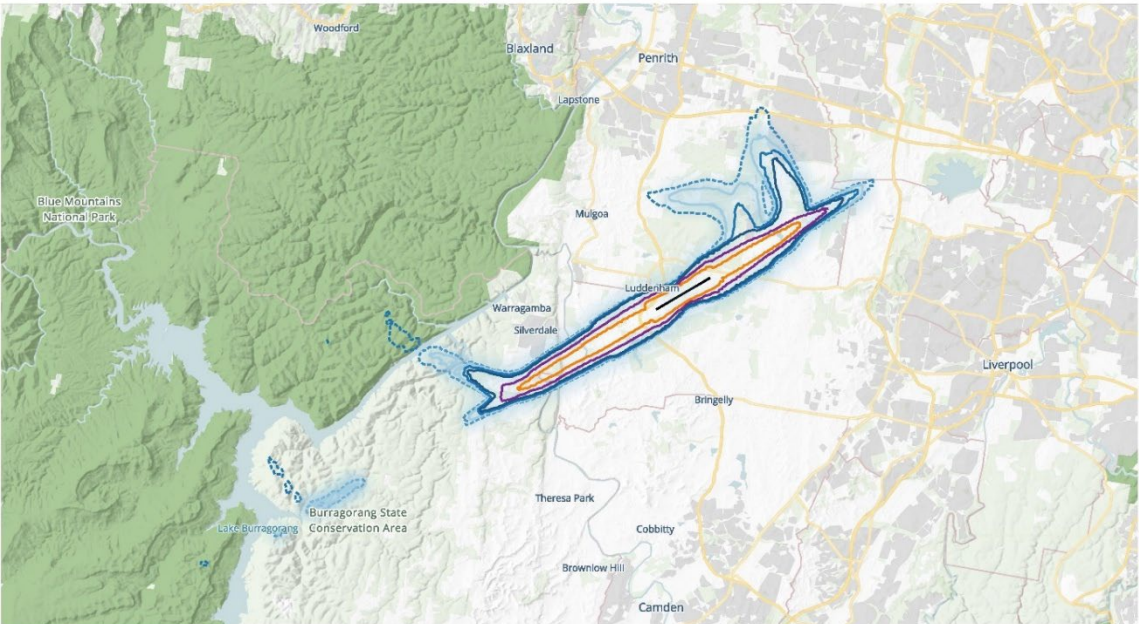 Woodford
Blaxland
Penrith
Lapstone
Blue Mountains
National Park
Mulgoa
Luddenham
Warragamba
Silverdale
Liverpool
Bringelly
Theresa Park
Burragorang State
Conservation Area
Lake Burragorang
Cobbitty
Brownlow Hill
Camden